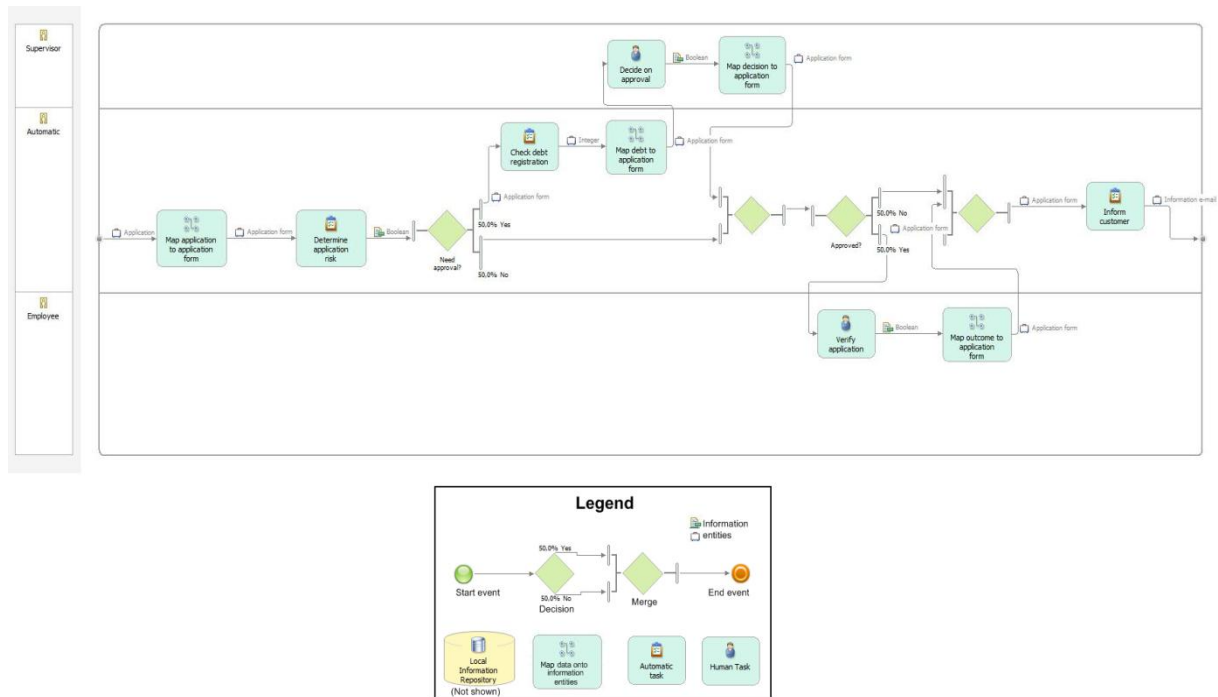 Supervisor
Decide on
approval
Boolean
Map decision to
application
form
Application form
Automatic
Check debt
registration
Integer
Map debt to
application
form
Application form
Application form
Application
Map application
to application
form
Application form
Determine
application
risk
Boolean
Need
approval?
50.0% Yes
50.0% No
Approved?
50.0% No
Application form
50.0% Yes
Application form
Inform
customer
Information e-mail
Employee
Verify
application
Boolean
Map outcome to
application
form
Application form
Legend
Information
entities
50.0% Yes
50.0% No
Start event
Decision
Merge
End event
Local
Information
Repository
(Not shown)
Map data onto
information
entities
Automatic
task
Human Task